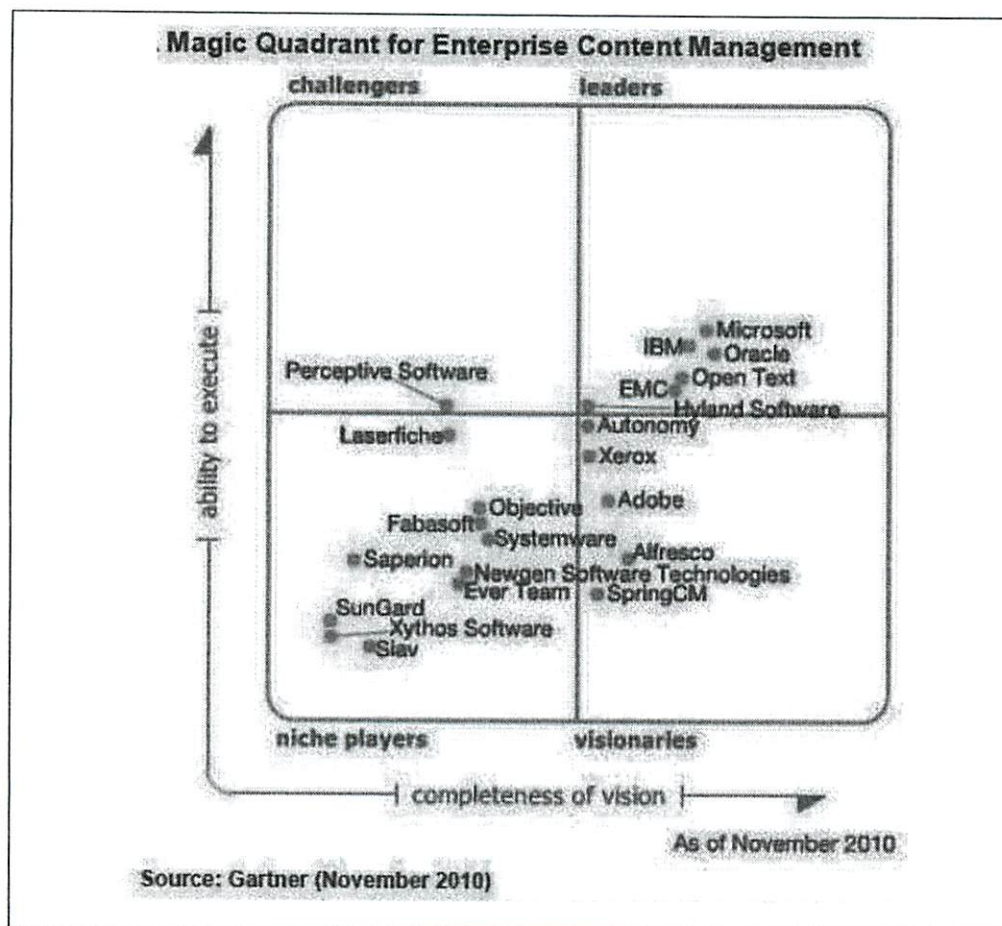 . Magic Quadrant for Enterprise Content Management
challengers
leaders
ability to execute
Microsoft
IBM
Oracle
Perceptive Software
Open Text
EMC
Hyland Software
Autonomy
Laserfiche
Xerox
Adobe
Objective
Fabasoft
Systemware
Alfresco
Saperion
Newgen Software Technologies
Ever Team
SpringCM
SunGard
Xythos Software
Siav
niche players
visionaries
completeness of vision
As of November 2010
Source: Gartner (November 2010)